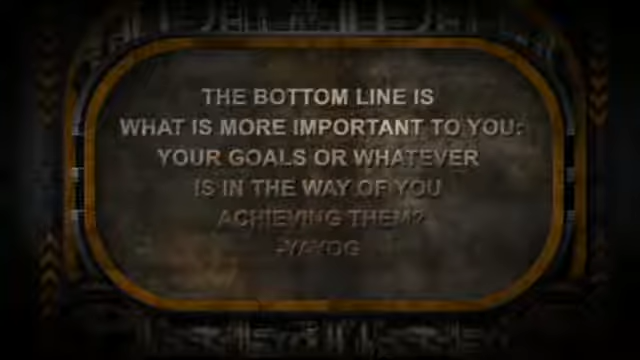 THE BOTTOM LINE IS
WHAT IS MORE IMPORTANT TO YOU:
YOUR GOALS OR WHATEVER
IS IN THE WAY OF YOU
ACHIEVING THEM?